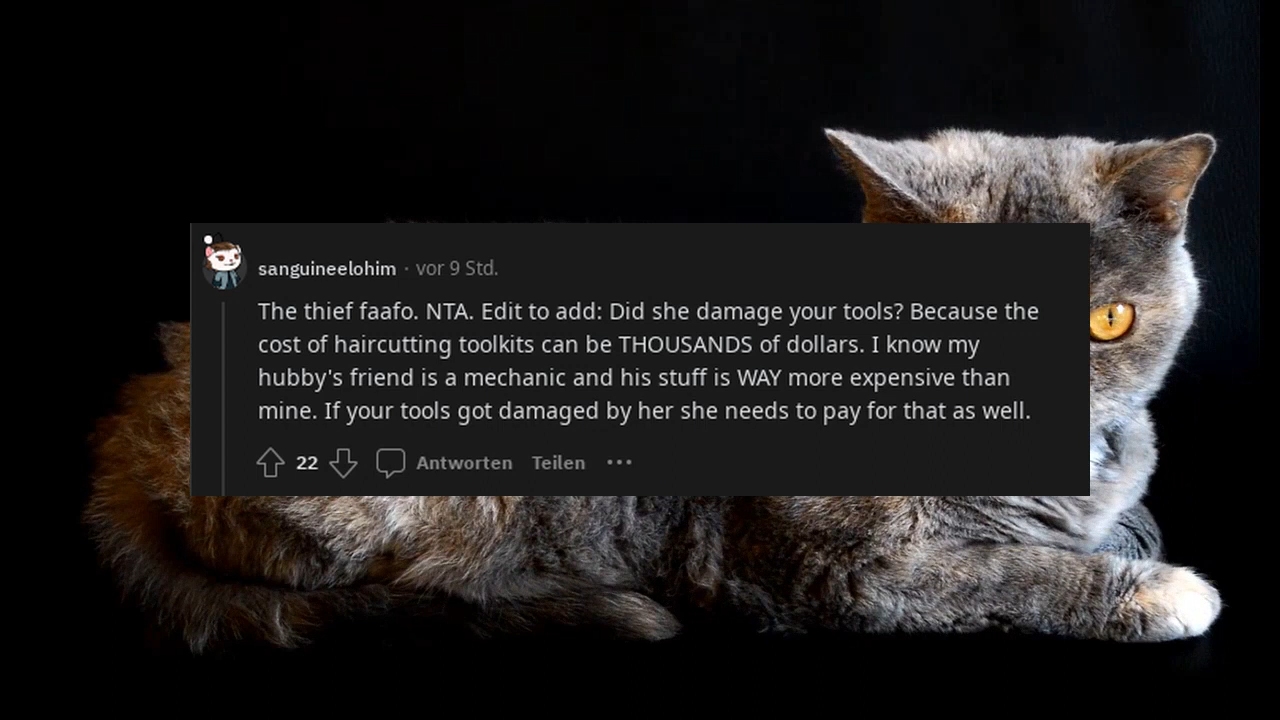 sanguineelohim · vor 9 Std.
The thief faafo. NTA. Edit to add: Did she damage your tools? Because the
cost of haircutting toolkits can be THOUSANDS of dollars. I know my
hubby's friend is a mechanic and his stuff is WAY more expensive than
mine. If your tools got damaged by her she needs to pay for that as well.
22 Antworten Teilen •••